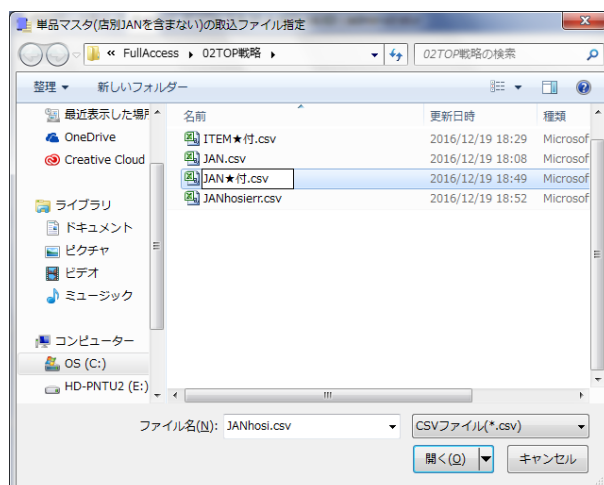 単品マスタ(店別JANを含まない)の取込ファイル指定
« FullAccess ▸ 02TOP戦略 ▸
02TOP戦略の検索
整理 ▼ 新しいフォルダー
最近表示した場所
OneDrive
Creative Cloud
ライブラリ
ドキュメント
ピクチャ
ビデオ
ミュージック
コンピューター
OS (C:)
HD-PNTU2 (E:)
名前 更新日時 種類
ITEM★付.csv 2016/12/19 18:29 Microsof
JAN.csv 2016/12/19 18:08 Microsof
JAN★付.csv 2016/12/19 18:49 Microsof
JANhosierr.csv 2016/12/19 18:52 Microsof
ファイル名(N): JANhosi.csv CSVファイル(*.csv)
開く(O) キャンセル